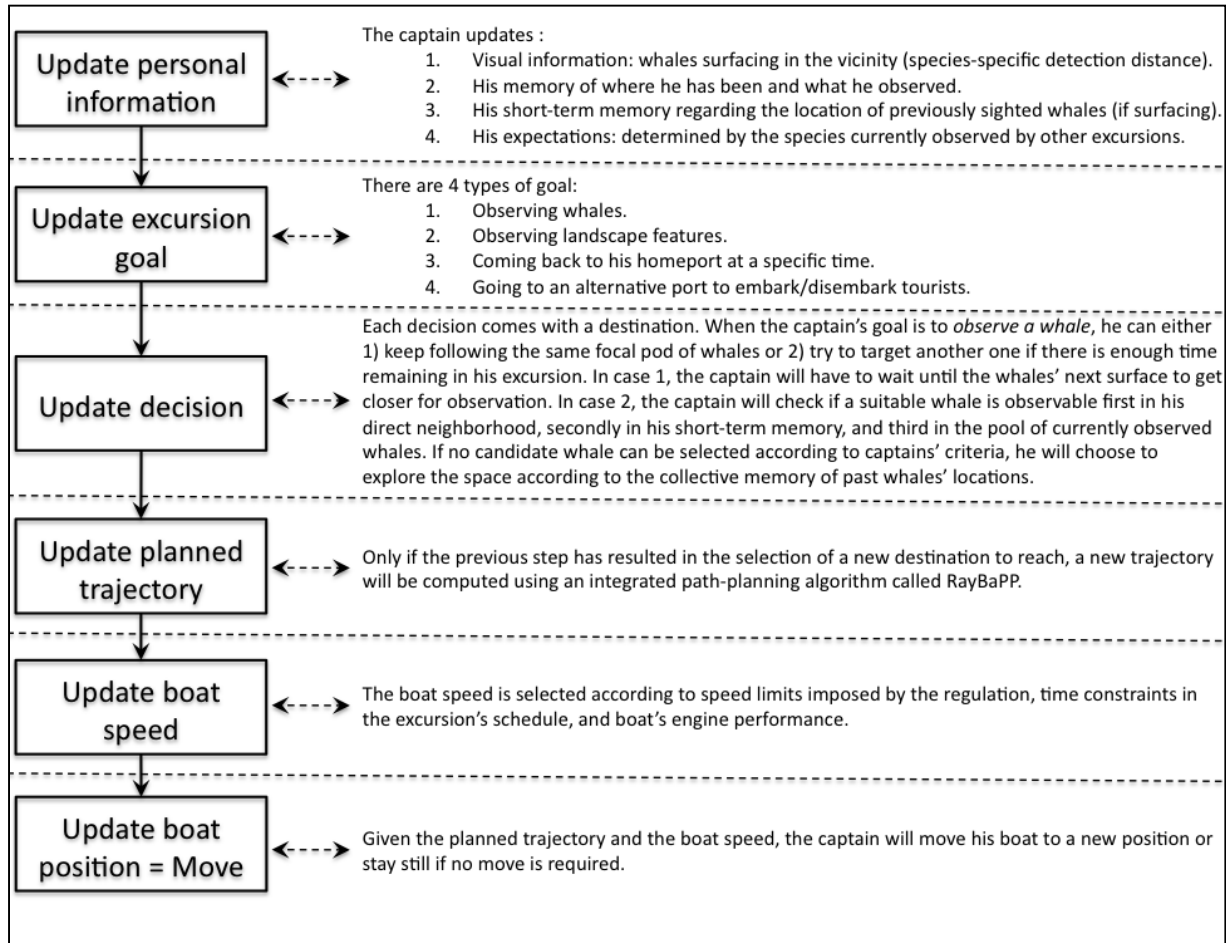 Update personal
information
The captain updates :
1. Visual information: whales surfacing in the vicinity (species-specific detection distance).
2. His memory of where he has been and what he observed.
3. His short-term memory regarding the location of previously sighted whales (if surfacing).
4. His expectations: determined by the species currently observed by other excursions.
Update excursion
goal
There are 4 types of goal:
1. Observing whales.
2. Observing landscape features.
3. Coming back to his homeport at a specific time.
4. Going to an alternative port to embark/disembark tourists.
Update decision
Each decision comes with a destination. When the captain's goal is to observe a whale, he can either
1) keep following the same focal pod of whales or 2) try to target another one if there is enough time
remaining in his excursion. In case 1, the captain will have to wait until the whales' next surface to get
closer for observation. In case 2, the captain will check if a suitable whale is observable first in his
direct neighborhood, secondly in his short-term memory, and third in the pool of currently observed
whales. If no candidate whale can be selected according to captains' criteria, he will choose to
explore the space according to the collective memory of past whales' locations.
Update planned
trajectory
Only if the previous step has resulted in the selection of a new destination to reach, a new trajectory
will be computed using an integrated path-planning algorithm called RayBaPP.
Update boat
speed
The boat speed is selected according to speed limits imposed by the regulation, time constraints in
the excursion's schedule, and boat's engine performance.
Update boat
position = Move
Given the planned trajectory and the boat speed, the captain will move his boat to a new position or
stay still if no move is required.